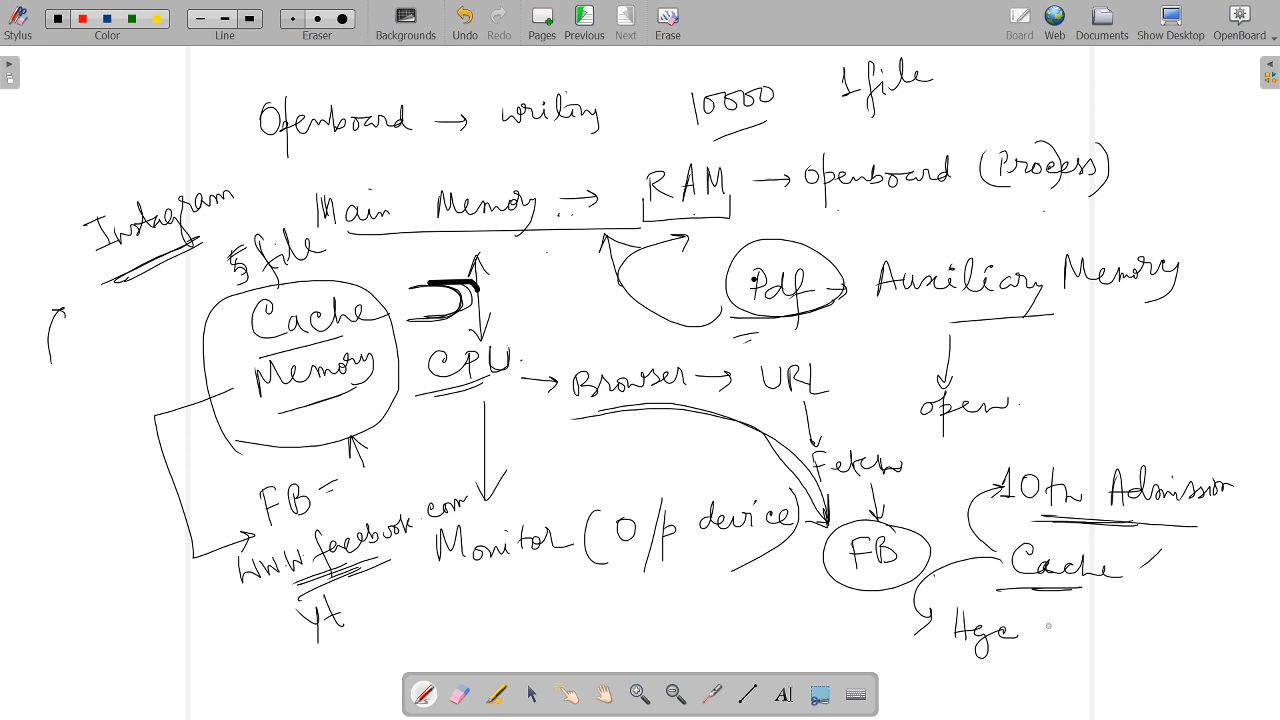 Stylus Color Line Eraser Backgrounds Undo Redo Pages Previous Next Erase Board Web Documents Show Desktop OpenBoard
Openboard → writing 10000 1 file
Main Memory → RAM → Openboard (Process)
Instagram
5 file
Pdf → Auxiliary Memory
Cache
Memory
CPU → Browser → URL
open
Fetch
FB =
10th Admission
www.facebook.com
Monitor (O/p device) → FB
Cache
yt